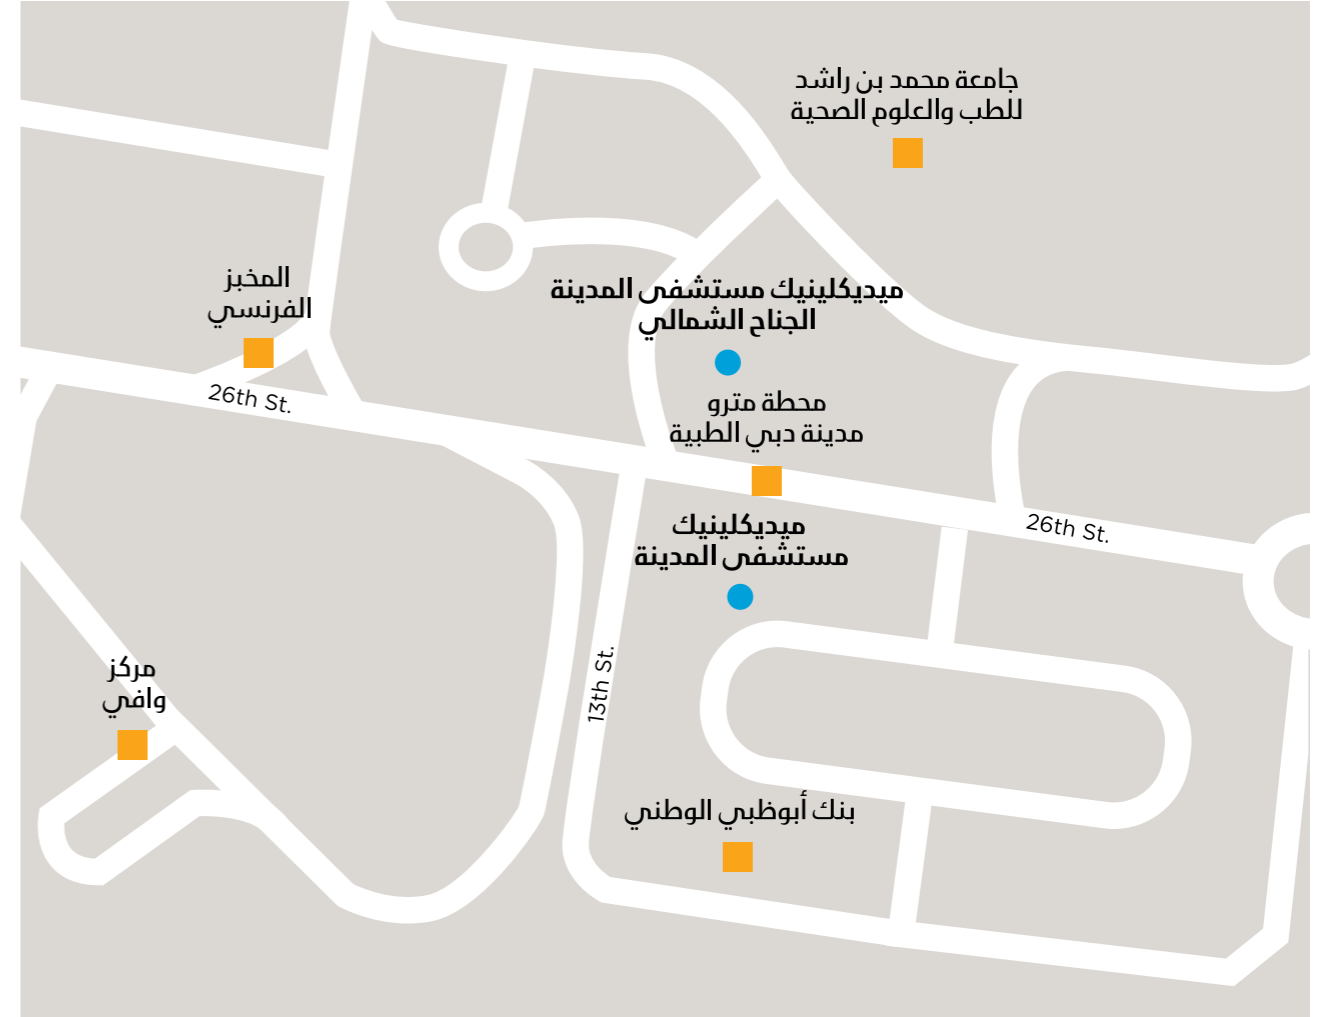 جامعة محمد بن راشد
للطب والعلوم الصحية
المخبز
الفرنسي
ميديكلينيك مستشفى المدينة
الجناح الشمالي
26th St.
محطة مترو
مدينة دبي الطبية
ميديكلينيك
مستشفى المدينة
26th St.
13th St.
مركز
وافي
بنك أبوظبي الوطني